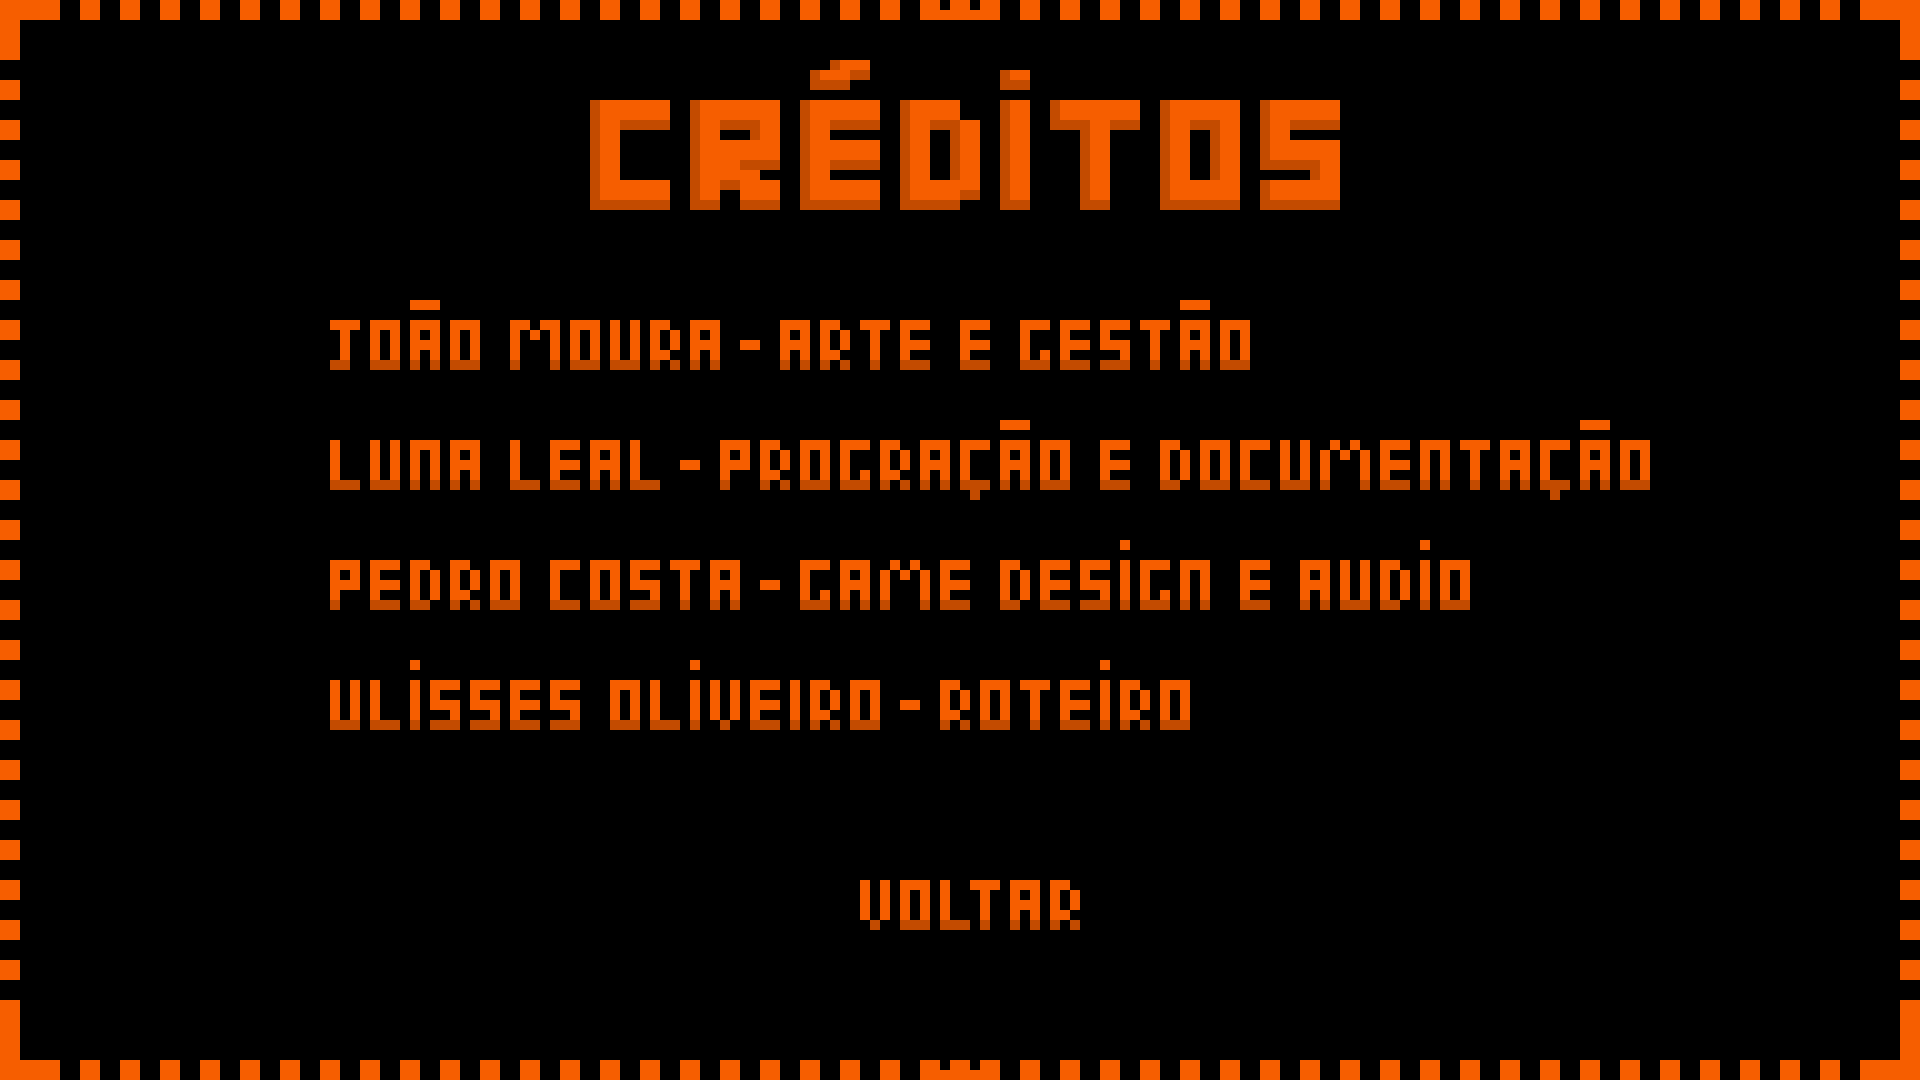 CRÉDITOS
JOÃO MOURA - ARTE E GESTÃO
LUNA LEAL - PROGRAÇÃO E DOCUMENTAÇÃO
PEDRO COSTA - GAME DESIGN E AUDIO
ULISSES OLIVEIRO - ROTEIRO
VOLTAR